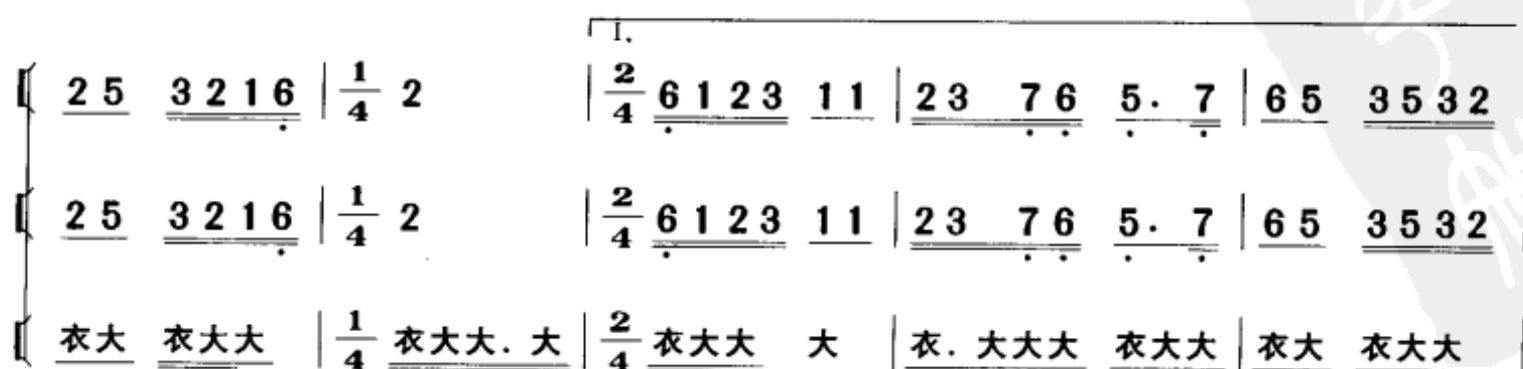 I.
25 3216 | 1/4 2 | 2/4 6123 11 | 23 76 5. 7 | 65 3532
25 3216 | 1/4 2 | 2/4 6123 11 | 23 76 5. 7 | 65 3532
衣大 衣大大 | 1/4 衣大大. 大 | 2/4 衣大大 大 | 衣. 大大大 衣大大 | 衣大 衣大大